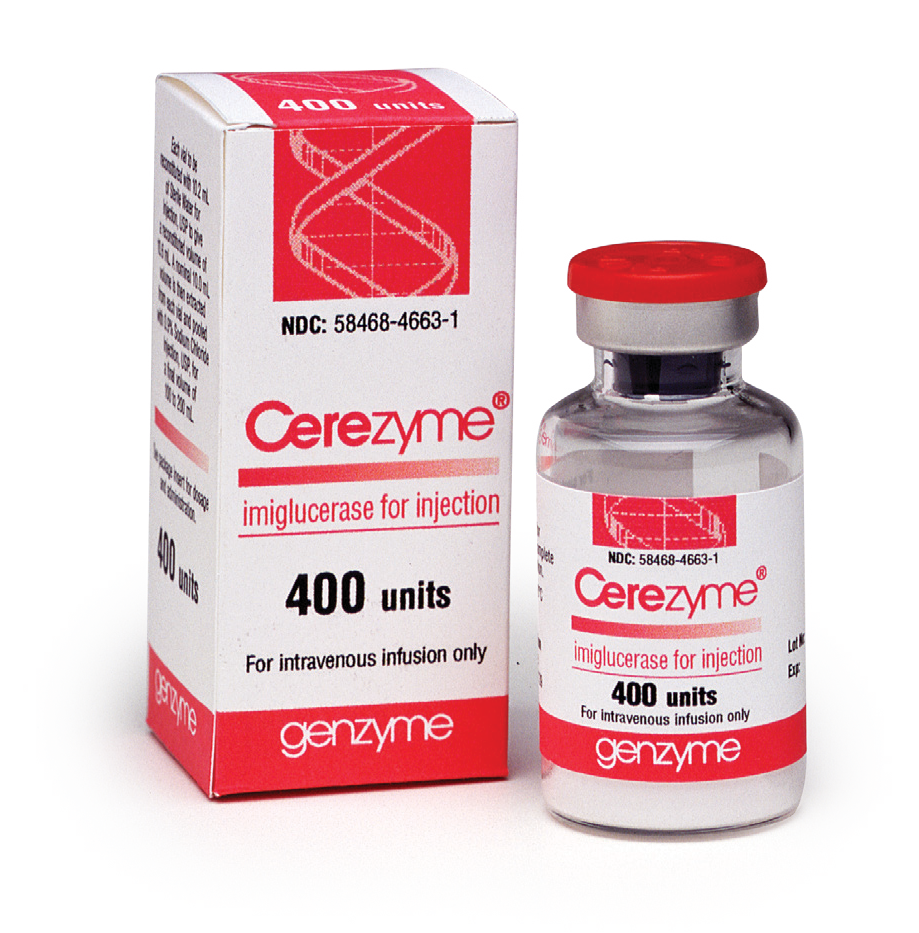 400 units
NDC: 58468-4663-1
Cerezyme®
imiglucerase for injection
400 units
For intravenous infusion only
genzyme
Each vial to be
reconstituted with 10.2 mL
of Sterile Water for
Injection, USP to give
a reconstituted volume of
10.6 mL. A nominal 10.0 mL
volume is then extracted
from each vial and pooled
with 0.9% Sodium Chloride
Injection, USP, for
a final volume of
100 to 200 mL.
package insert for dosage
and administration.
400 units
genzyme
NDC: 58468-4663-1
Cerezyme®
imiglucerase for injection
400 units
For intravenous infusion only
genzyme
Lot
Exp: